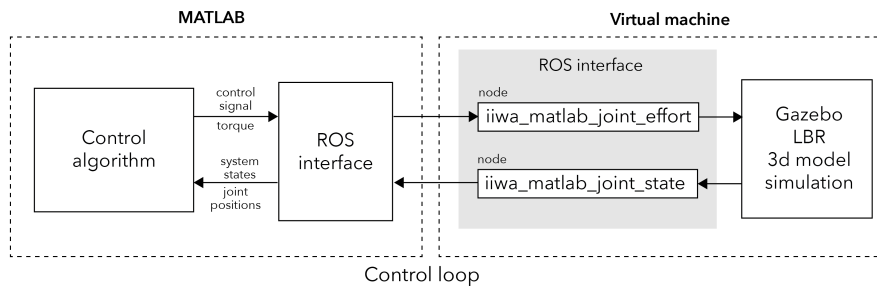 MATLAB
Virtual machine
ROS interface
control
signal
torque
Control
algorithm
system
states
joint
positions
ROS
interface
node
iiwa_matlab_joint_effort
node
iiwa_matlab_joint_state
Gazebo
LBR
3d model
simulation
Control loop